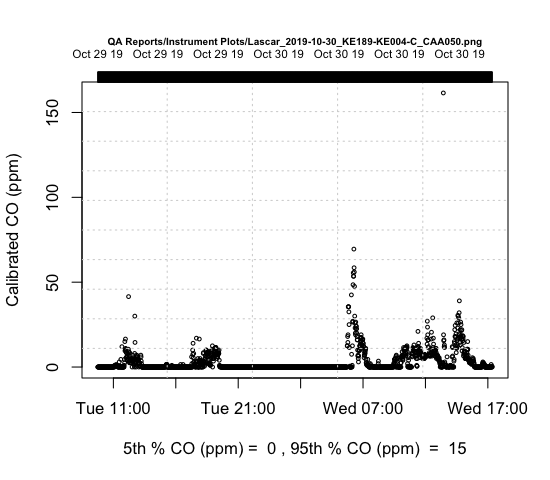 QA Reports/Instrument Plots/Lascar_2019-10-30_KE189-KE004-C_CAA050.png
Oct 29 19 Oct 29 19 Oct 29 19 Oct 30 19 Oct 30 19 Oct 30 19 Oct 30 19
150
100
50
0
Calibrated CO (ppm)
Tue 11:00 Tue 21:00 Wed 07:00 Wed 17:00
5th % CO (ppm) = 0 , 95th % CO (ppm) = 15